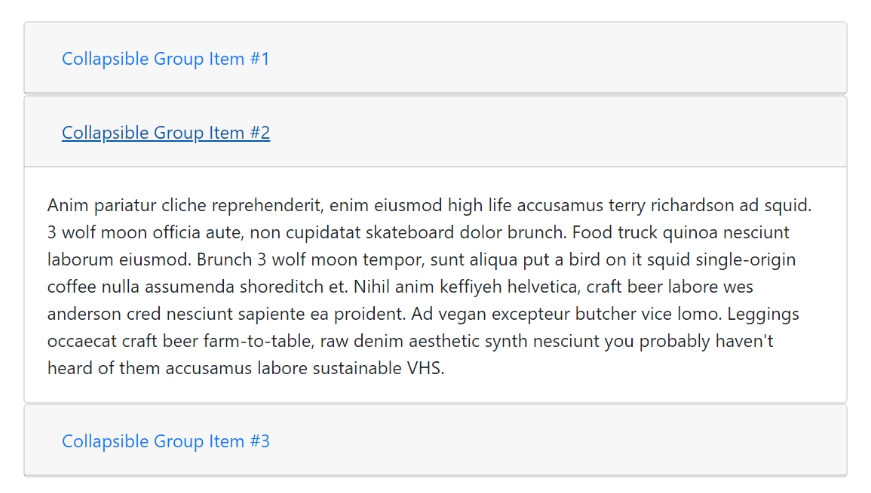 Collapsible Group Item #1
Collapsible Group Item #2
Anim pariatur cliche reprehenderit, enim eiusmod high life accusamus terry richardson ad squid.
3 wolf moon officia aute, non cupidatat skateboard dolor brunch. Food truck quinoa nesciunt
laborum eiusmod. Brunch 3 wolf moon tempor, sunt aliqua put a bird on it squid single-origin
coffee nulla assumenda shoreditch et. Nihil anim keffiyeh helvetica, craft beer labore wes
anderson cred nesciunt sapiente ea proident. Ad vegan excepteur butcher vice lomo. Leggings
occaecat craft beer farm-to-table, raw denim aesthetic synth nesciunt you probably haven't
heard of them accusamus labore sustainable VHS.
Collapsible Group Item #3